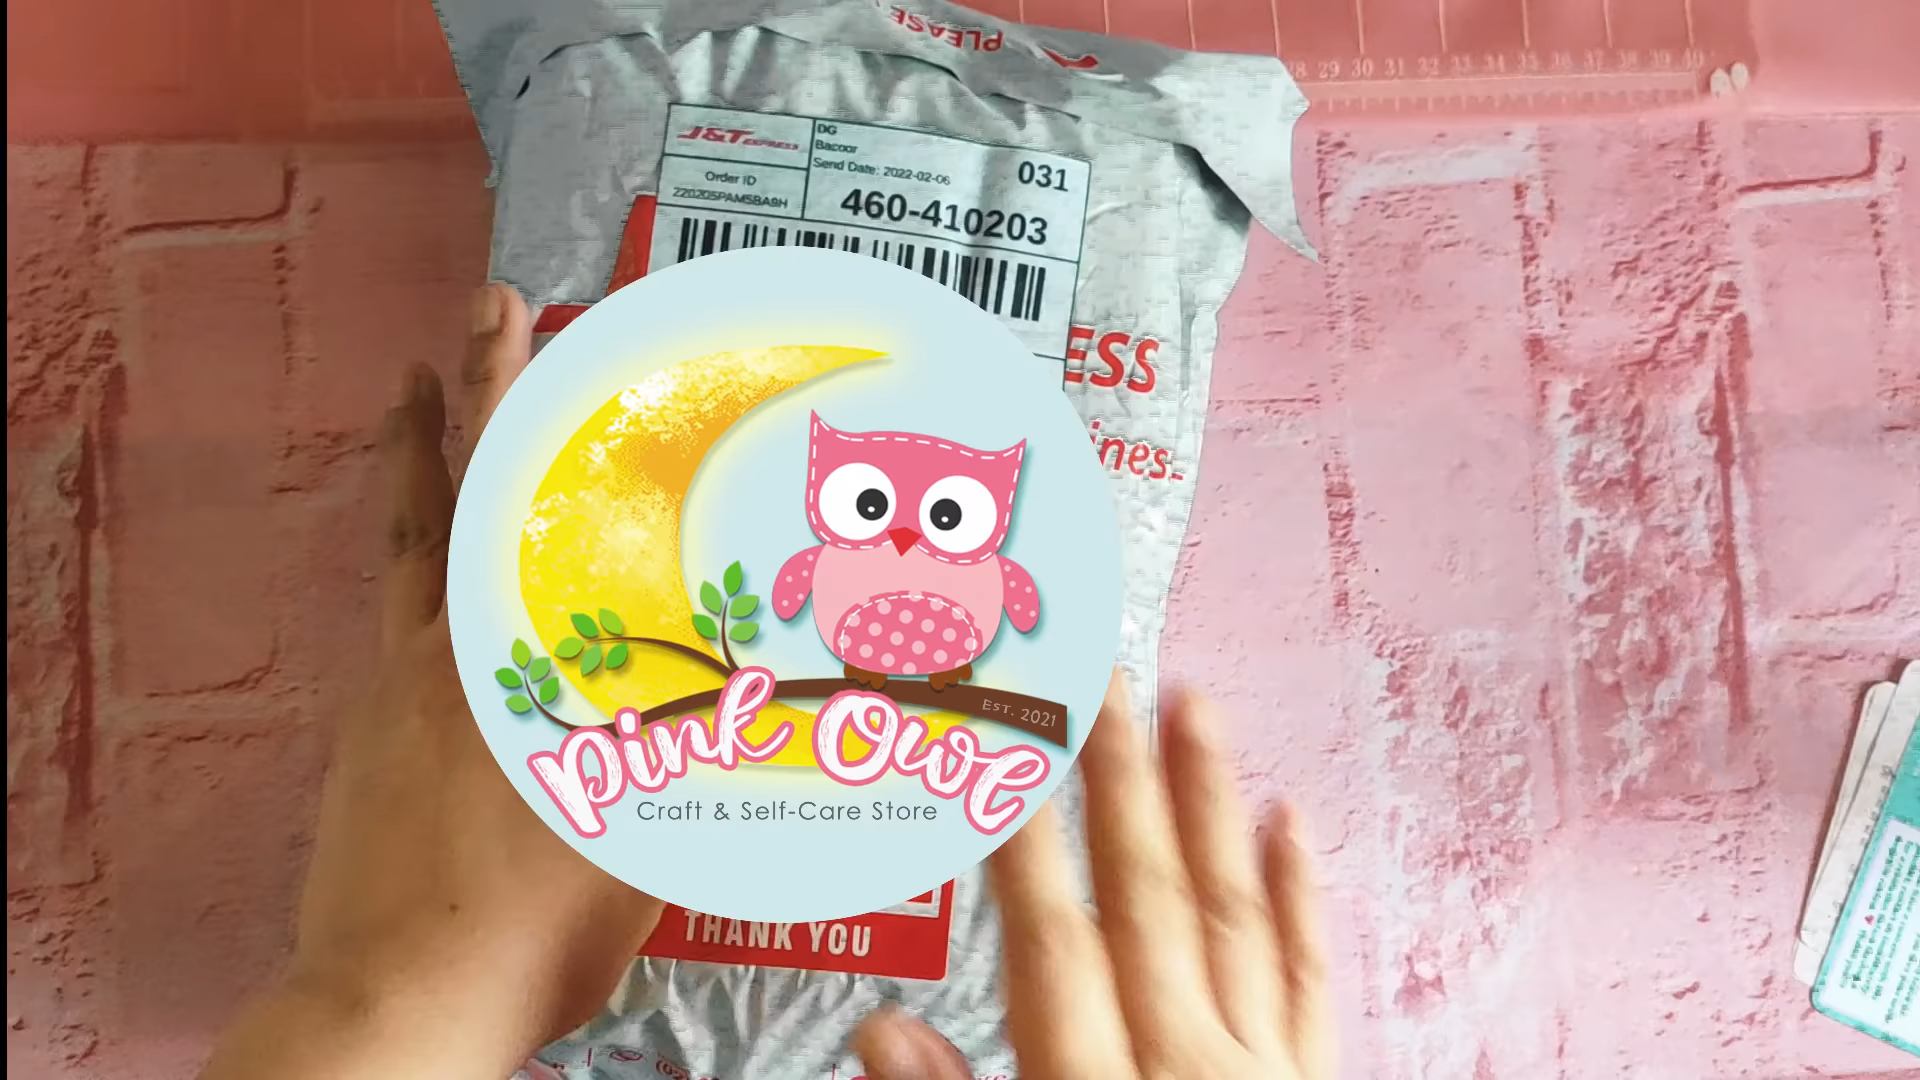 PLEASE
28 29 30 31 32 33 34 35 36 37 38 39 40
J&T EXPRESS
DG
Bacoor
Send Date: 2022-02-06
031
Order ID
220205PAM5BA9H
460-410203
ESS
ines-
EST. 2021
Pink Owl
Craft & Self-Care Store
THANK YOU